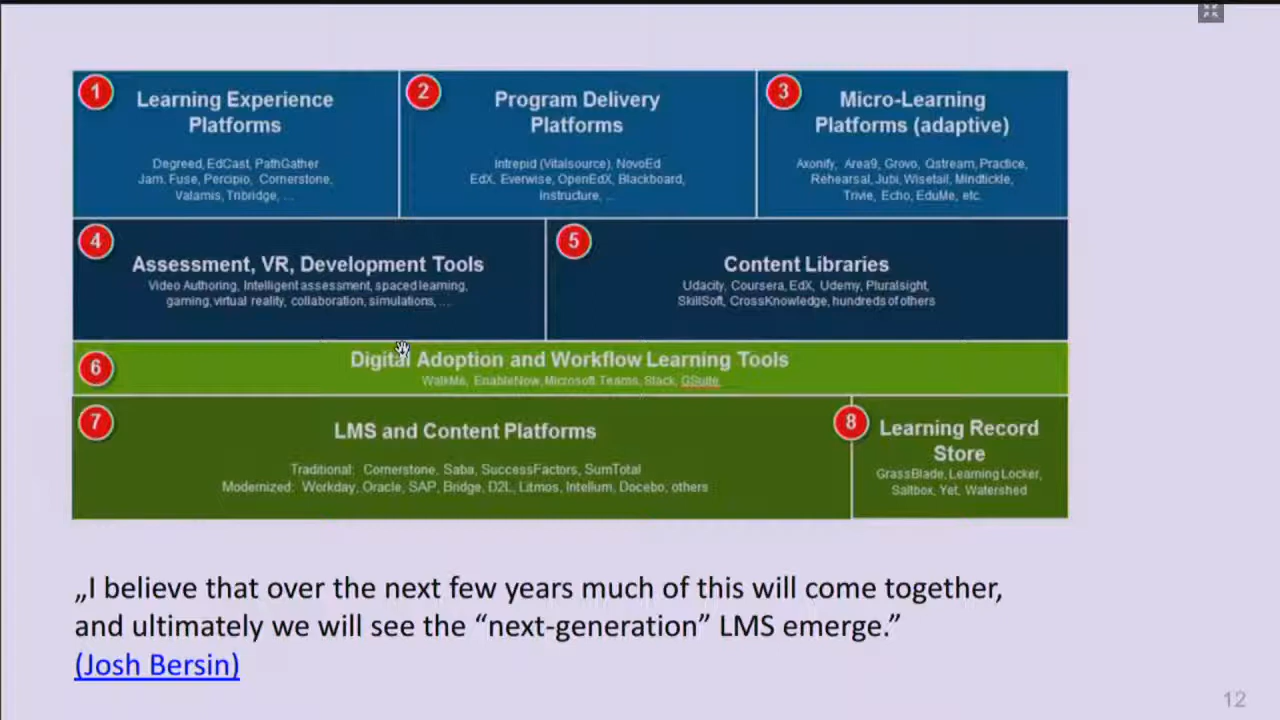 1
Learning Experience
Platforms
Degreed, EdCast, PathGather
Jam, Fuse, Percipio, Cornerstone,
Valamis, Tribridge, ...
2
Program Delivery
Platforms
Intrepid (Vitalsource), NovoEd
EdX, Everwise, OpenEdX, Blackboard,
Instructure, ...
3
Micro-Learning
Platforms (adaptive)
Axonify, Area9, Grovo, Qstream, Practice,
Rehearsal, Jubi, Wisetail, Mindtickle,
Trivie, Echo, EduMe, etc.
4
Assessment, VR, Development Tools
Video Authoring, Intelligent assessment, spaced learning,
gaming, virtual reality, collaboration, simulations, ...
5
Content Libraries
Udacity, Coursera, EdX, Udemy, Pluralsight,
SkillSoft, CrossKnowledge, hundreds of others
6
Digital Adoption and Workflow Learning Tools
WalkMe, EnableNow, Microsoft Teams, Slack, GSuite
7
LMS and Content Platforms
Traditional: Cornerstone, Saba, SuccessFactors, SumTotal
Modernized: Workday, Oracle, SAP, Bridge, D2L, Litmos, Intellum, Docebo, others
8
Learning Record
Store
GrassBlade, Learning Locker,
Saltbox, Yet, Watershed
„I believe that over the next few years much of this will come together,
and ultimately we will see the “next-generation” LMS emerge.”
(Josh Bersin)
12